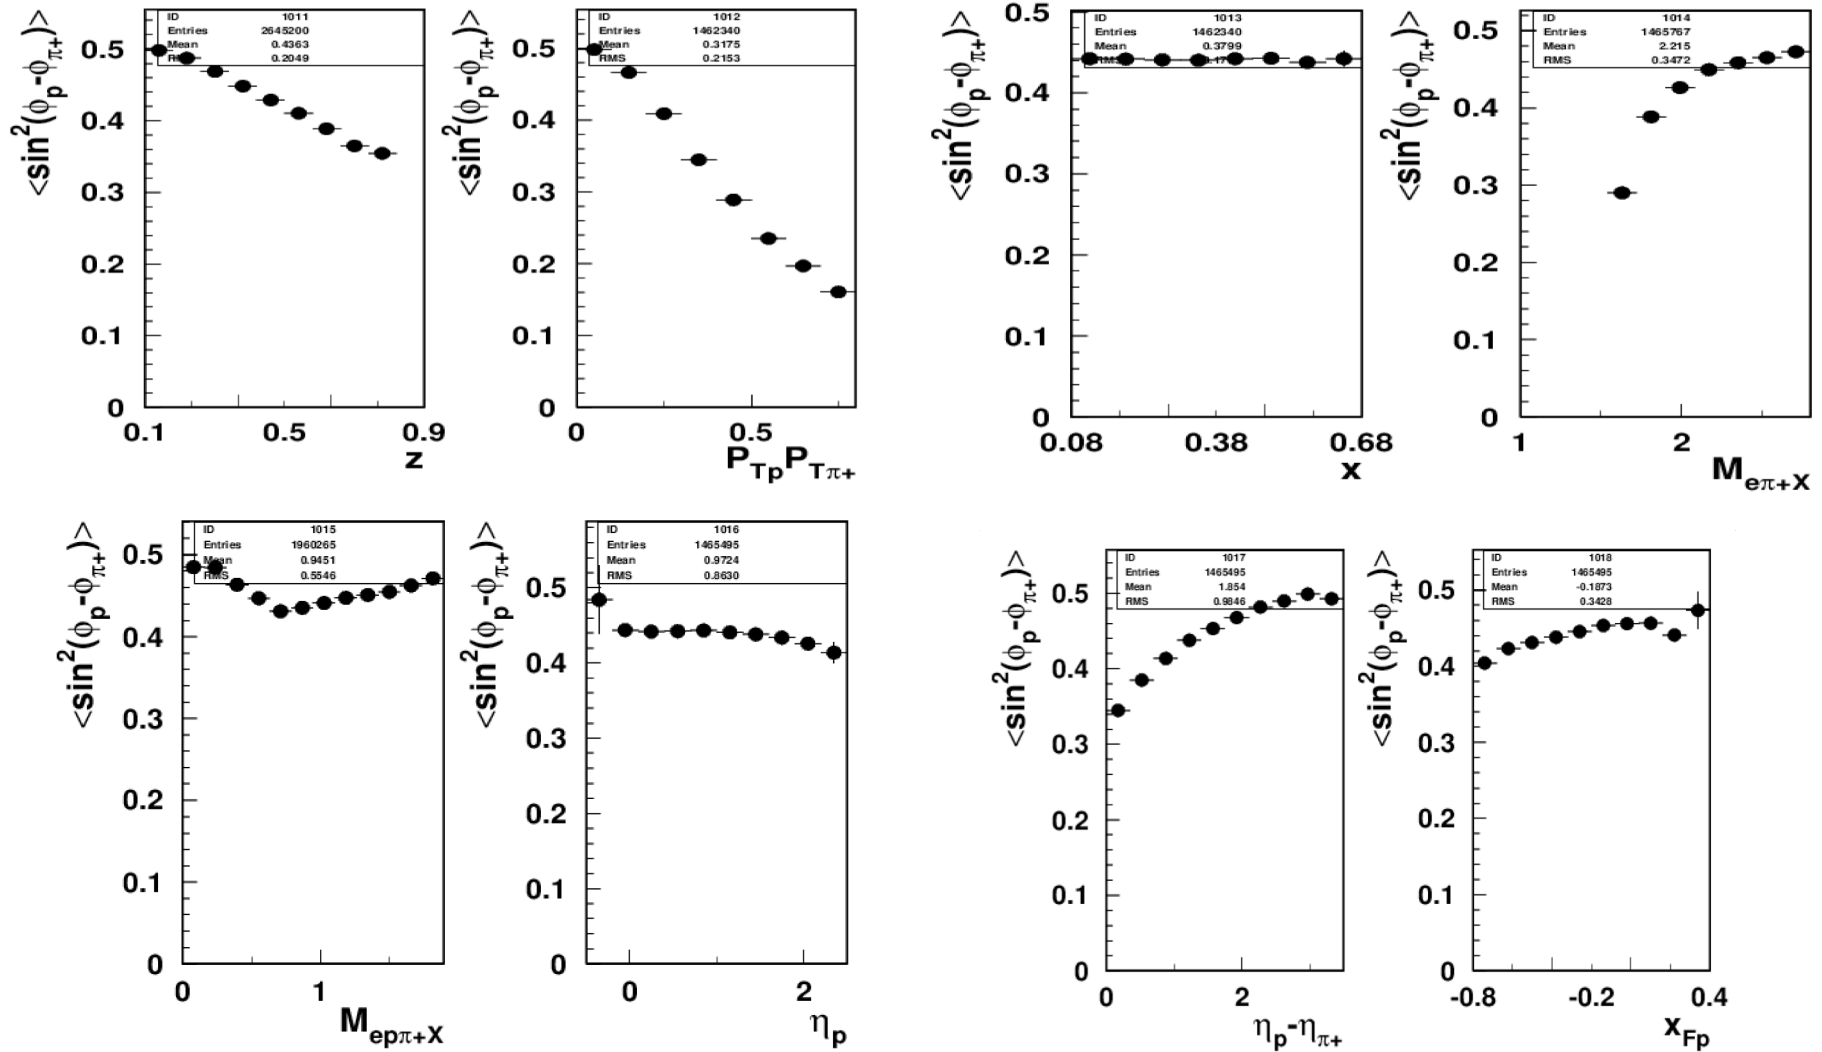 <sin²(ϕp-ϕπ+)>
ID 1011
Entries 2645200
Mean 0.4363
RMS 0.2049
0.5
0.4
0.3
0.2
0.1
0
0.1 0.5 0.9
z
<sin²(ϕp-ϕπ+)>
ID 1012
Entries 1462340
Mean 0.3175
RMS 0.2153
0.5
0.4
0.3
0.2
0.1
0
0 0.5
PTpPTπ+
<sin²(ϕp-ϕπ+)>
ID 1013
Entries 1462340
Mean 0.3799
RMS
0.5
0.4
0.3
0.2
0.1
0
0.08 0.38 0.68
x
<sin²(ϕp-ϕπ+)>
ID 1014
Entries 1465767
Mean 2.215
RMS 0.3472
0.5
0.4
0.3
0.2
0.1
0
1 2
Meπ+X
<sin²(ϕp-ϕπ+)>
ID 1015
Entries 1960265
Mean 0.9451
RMS 0.5546
0.5
0.4
0.3
0.2
0.1
0
0 1
Mepπ+X
<sin²(ϕp-ϕπ+)>
ID 1016
Entries 1465495
Mean 0.9724
RMS 0.8630
0.5
0.4
0.3
0.2
0.1
0
0 2
ηp
<sin²(ϕp-ϕπ+)>
ID 1017
Entries 1465495
Mean 1.854
RMS 0.9846
0.5
0.4
0.3
0.2
0.1
0
0 2
ηp-ηπ+
<sin²(ϕp-ϕπ+)>
ID 1018
Entries 1465495
Mean -0.1873
RMS 0.3428
0.5
0.4
0.3
0.2
0.1
0
-0.8 -0.2 0.4
xFp